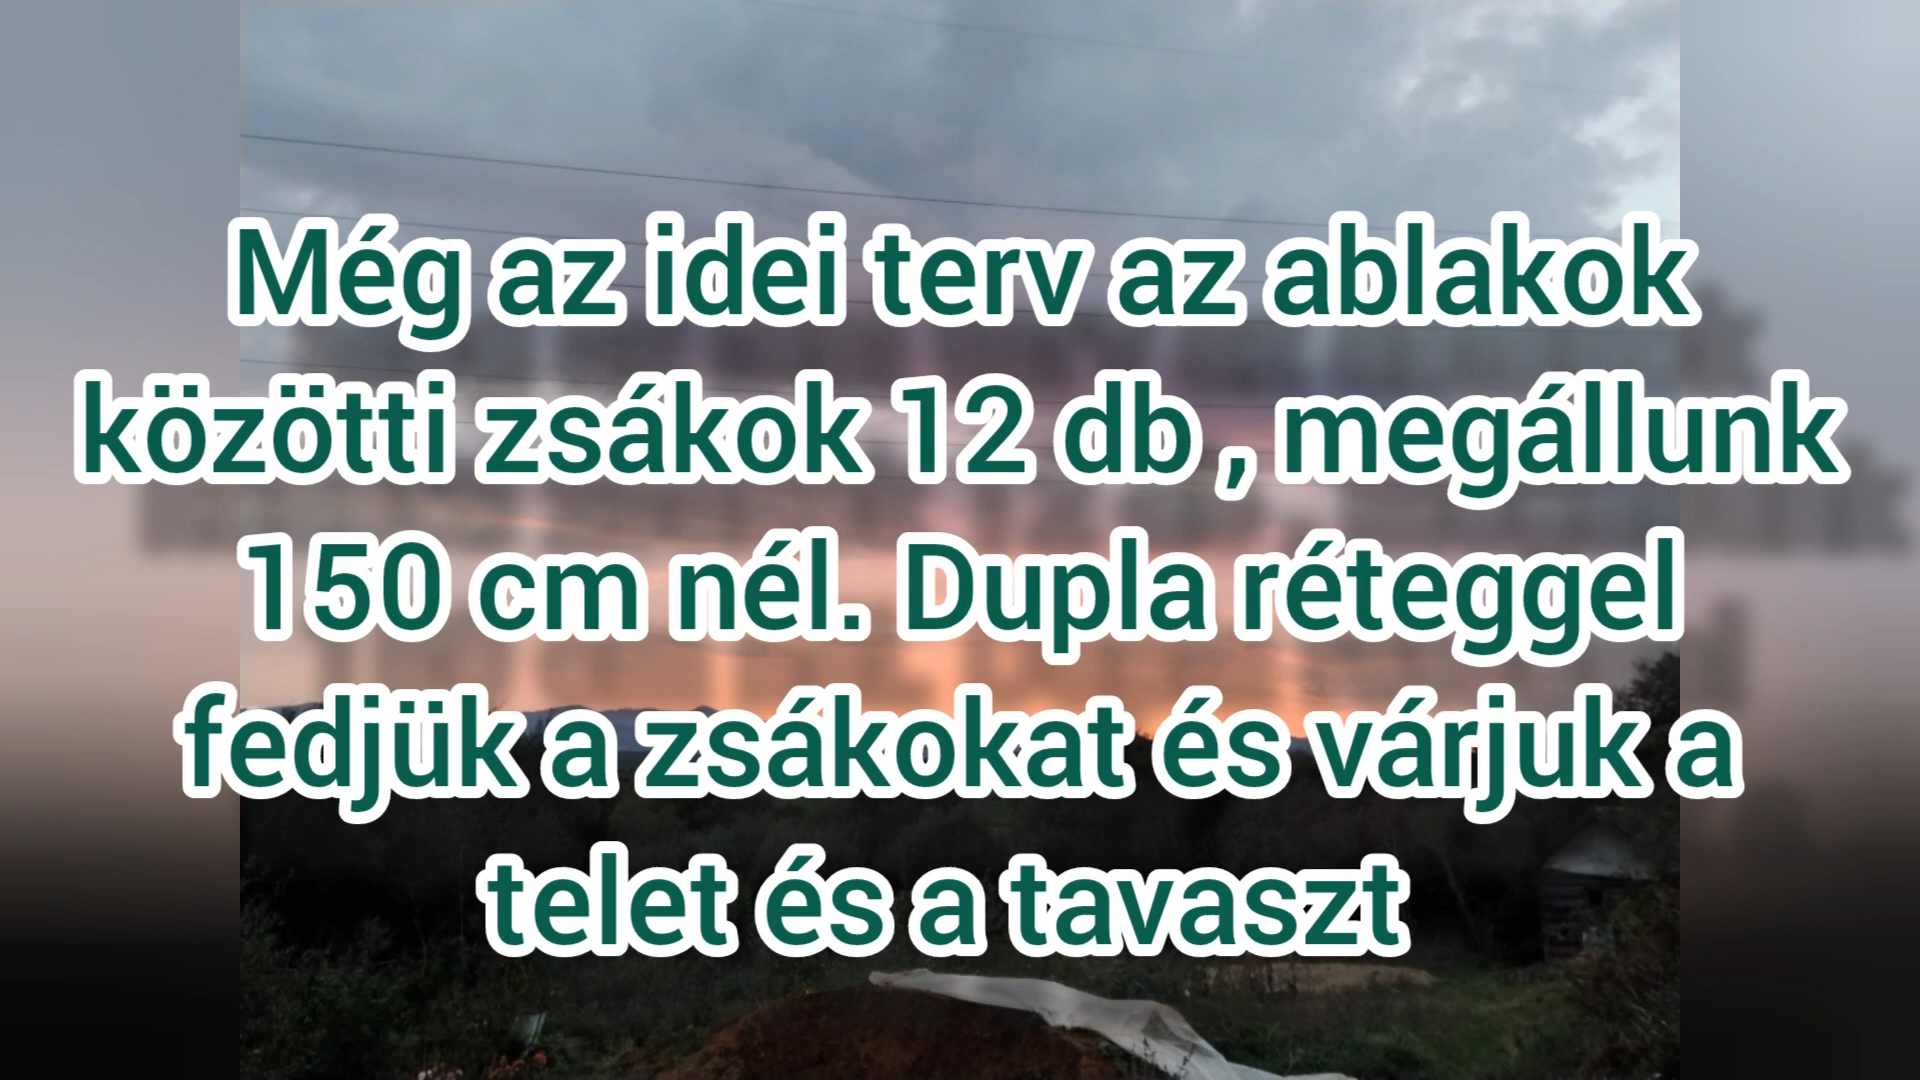 Még az idei terv az ablakok
közötti zsákok 12 db , megállunk
150 cm nél. Dupla réteggel
fedjük a zsákokat és várjuk a
telet és a tavaszt